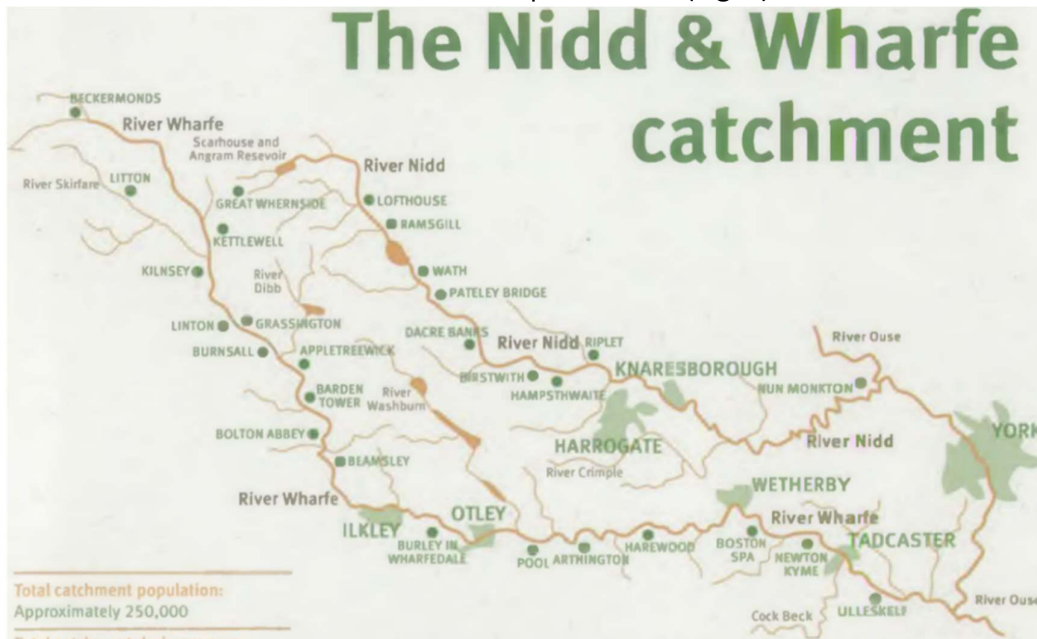 The Nidd & Wharfe
catchment
BECKERMONDS
River Wharfe
Scarhouse and
Angram Resevoir
River Nidd
River Skirfare
LITTON
GREAT WHERNSIDE
LOFTHOUSE
RAMSGILL
KETTLEWELL
KILNSEY
River
Dibb
WATH
PATELEY BRIDGE
LINTON
GRASSINGTON
DACRE BANKS
River Nidd
RIPLET
River Ouse
BURNSALL
APPLETREEWICK
BIRSTWITH
HAMPSTHWAITE
KNARESBOROUGH
NUN MONKTON
BARDEN
TOWER
River
Washburn
BOLTON ABBEY
HARROGATE
River Nidd
YORK
BEAMSLEY
River Crimple
River Wharfe
WETHERBY
ILKLEY
OTLEY
BURLEY IN
WHARFEDALE
POOL
ARTHINGTON
HAREWOOD
BOSTON
SPA
River Wharfe
NEWTON
KYME
TADCASTER
Total catchment population:
Approximately 250,000
Cock Beck
ULLESKELF
River Ouse